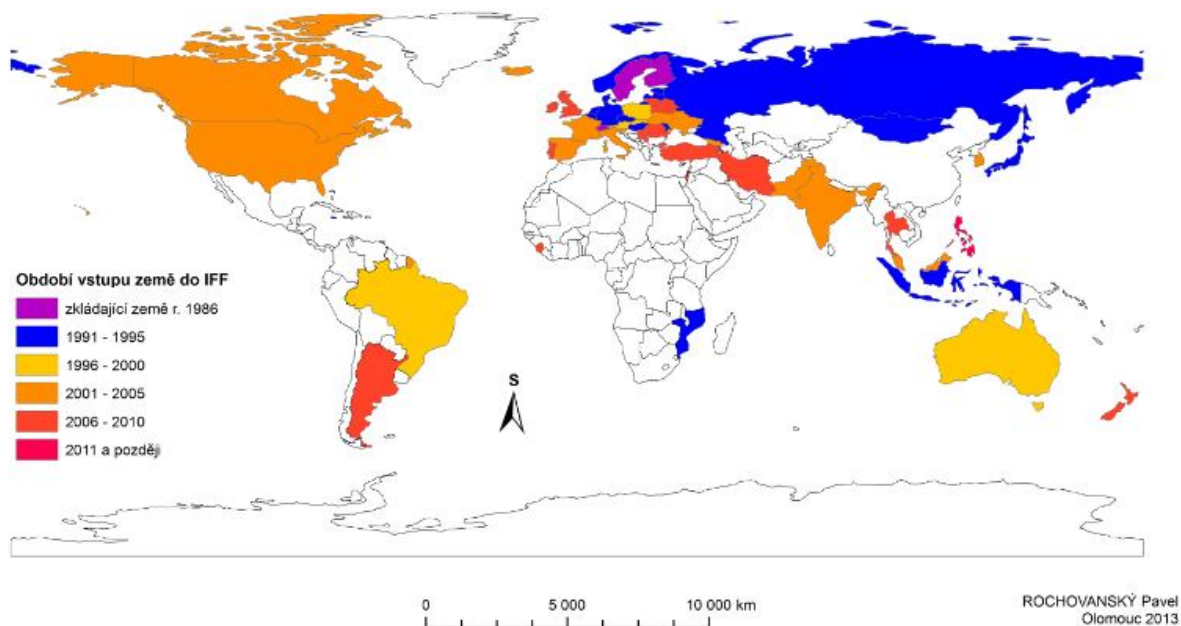 Období vstupu země do IFF
zkládající země r. 1986
1991 - 1995
1996 - 2000
2001 - 2005
2006 - 2010
2011 a později
S
0 5 000 10 000 km
ROCHOVANSKÝ Pavel
Olomouc 2013